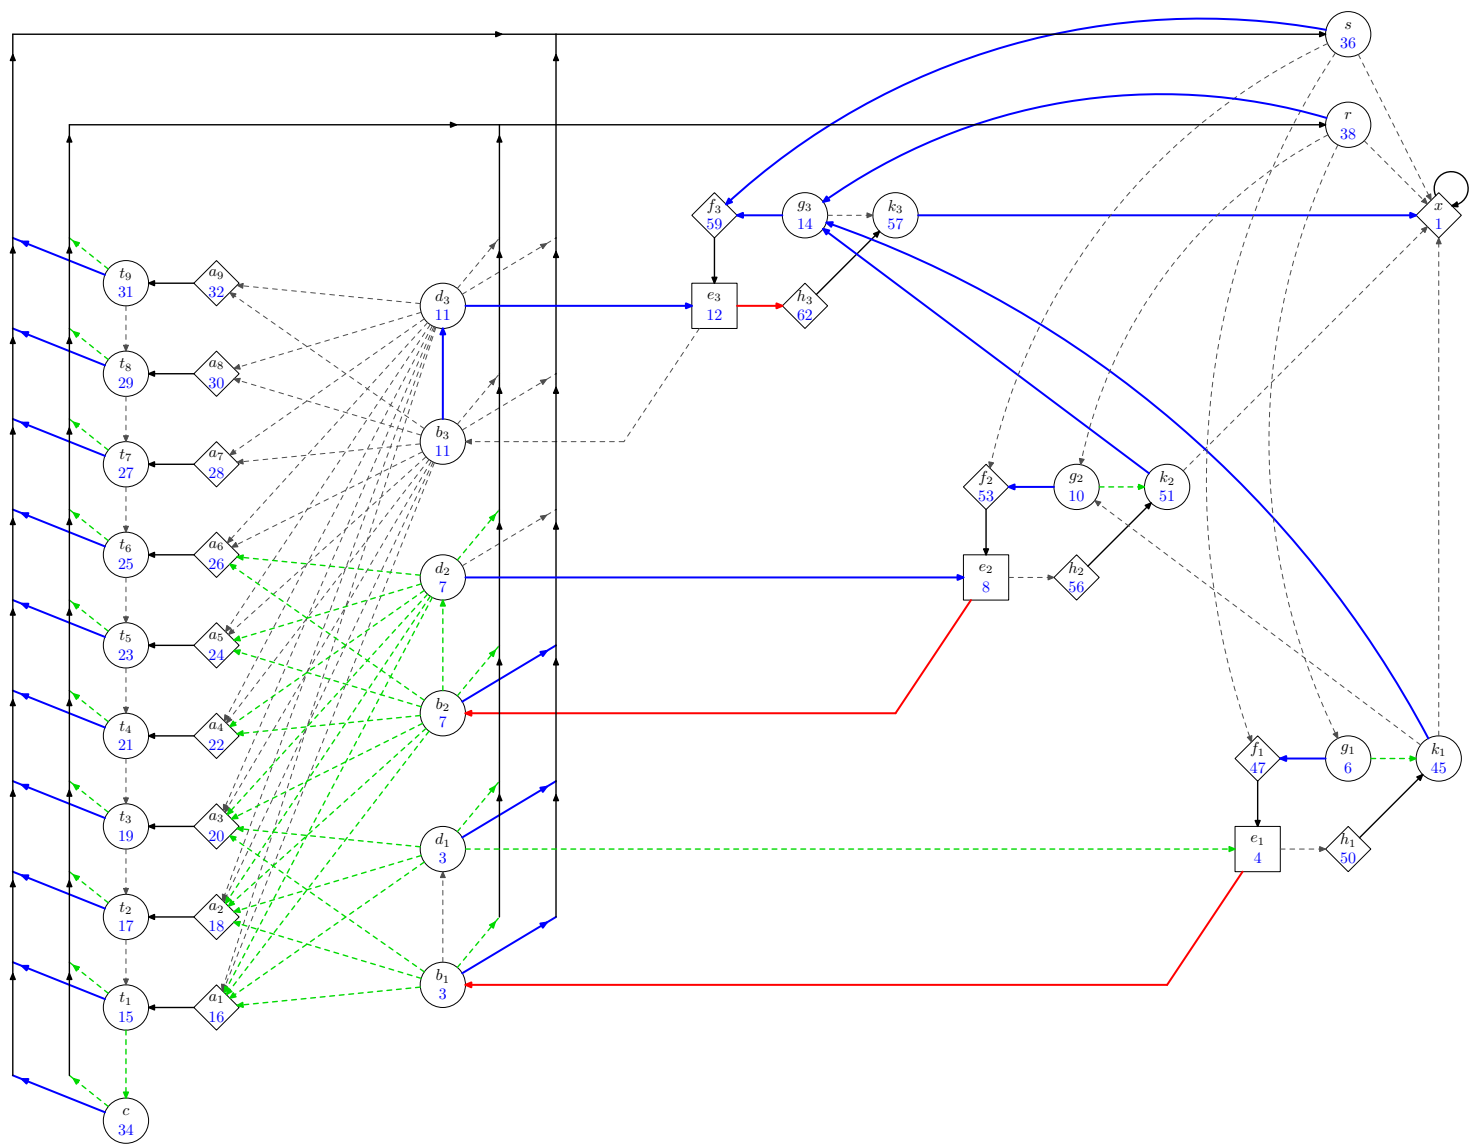 s
36
r
38
f₃
59
g₃
14
k₃
57
x
1
t₉
31
a₉
32
d₃
11
e₃
12
h₃
62
t₈
29
a₈
30
b₃
11
t₇
27
a₇
28
f₂
53
g₂
10
k₂
51
t₆
25
a₆
26
d₂
7
e₂
8
h₂
56
t₅
23
a₅
24
b₂
7
t₄
21
a₄
22
f₁
47
g₁
6
k₁
45
t₃
19
a₃
20
d₁
3
e₁
4
h₁
50
t₂
17
a₂
18
b₁
3
t₁
15
a₁
16
c
34